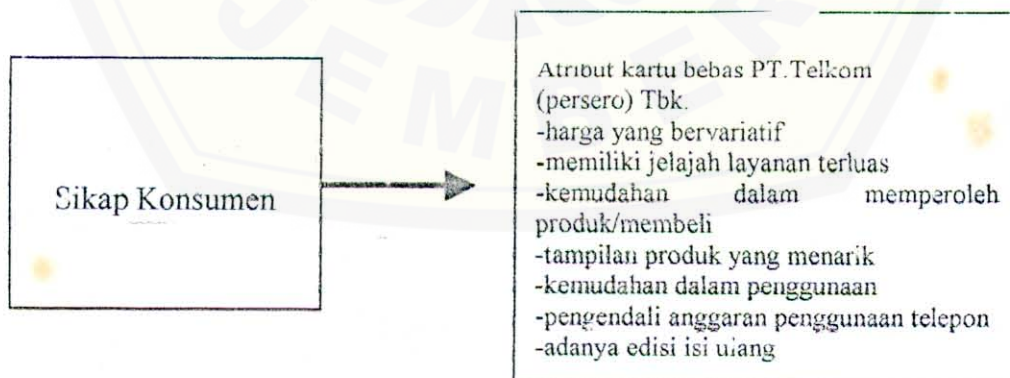 JEMBER
Sikap Konsumen
Atribut kartu bebas PT.Telkom
(persero) Tbk.
-harga yang bervariatif
-memiliki jelajah layanan terluas
-kemudahan dalam memperoleh
produk/membeli
-tampilan produk yang menarik
-kemudahan dalam penggunaan
-pengendali anggaran penggunaan telepon
-adanya edisi isi ulang